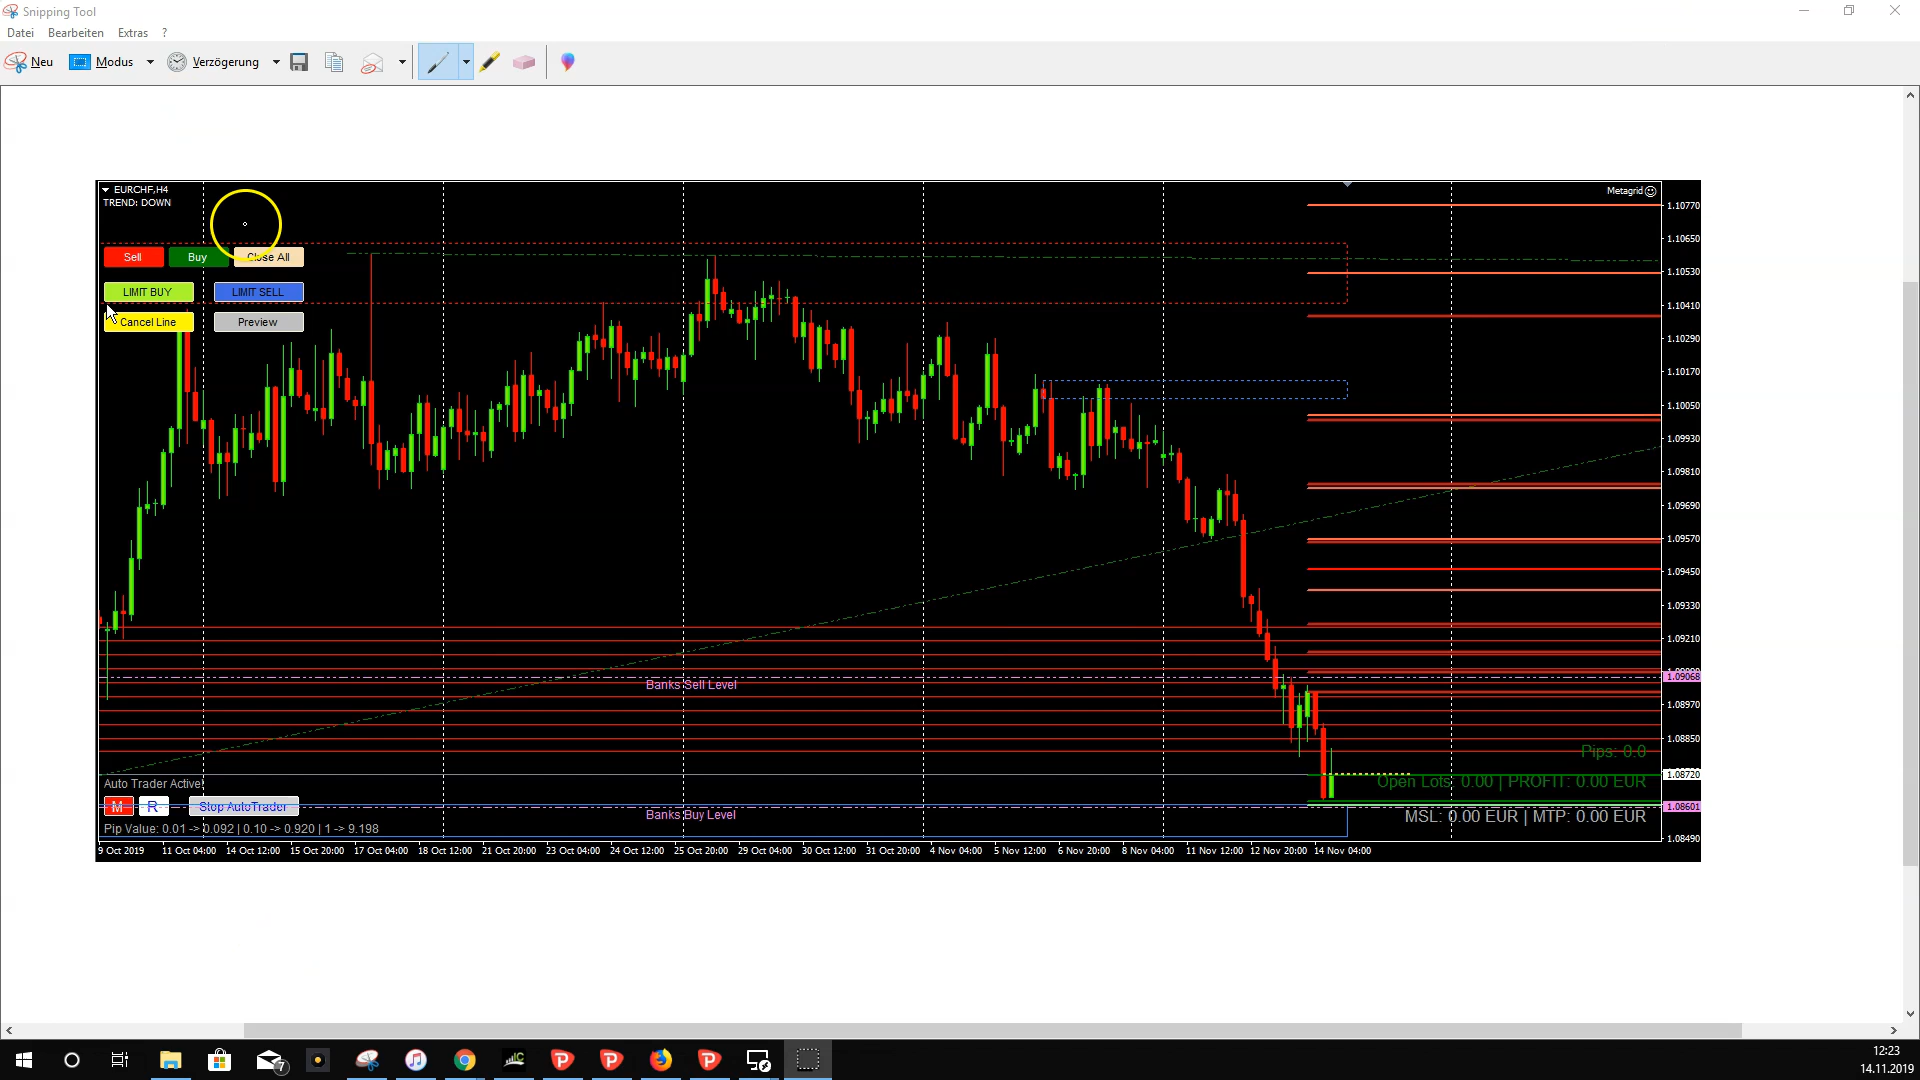 Snipping Tool
Datei Bearbeiten Extras ?
Neu Modus Verzögerung
EURCHF,H4
TREND: DOWN
Metagrid
Sell Buy Close All
LIMIT BUY LIMIT SELL
Cancel Line Preview
1.10770
1.10650
1.10530
1.10410
1.10290
1.10170
1.10050
1.09930
1.09810
1.09690
1.09570
1.09450
1.09330
1.09210
Banks Sell Level
1.09068
1.08970
1.08850
Pips: 0.0
1.08720
Auto Trader Active!
Open Lots: 0.00 | PROFIT: 0.00 EUR
M R Stop AutoTrader
1.08601
Banks Buy Level
MSL: 0.00 EUR | MTP: 0.00 EUR
Pip Value: 0.01 -> 0.092 | 0.10 -> 0.920 | 1 -> 9.198
1.08490
9 Oct 2019 11 Oct 04:00 14 Oct 12:00 15 Oct 20:00 17 Oct 04:00 18 Oct 12:00 21 Oct 20:00 23 Oct 04:00 24 Oct 12:00 25 Oct 20:00 29 Oct 04:00 30 Oct 12:00 31 Oct 20:00 4 Nov 04:00 5 Nov 12:00 6 Nov 20:00 8 Nov 04:00 11 Nov 12:00 12 Nov 20:00 14 Nov 04:00
7
IC
12:23
14.11.2019